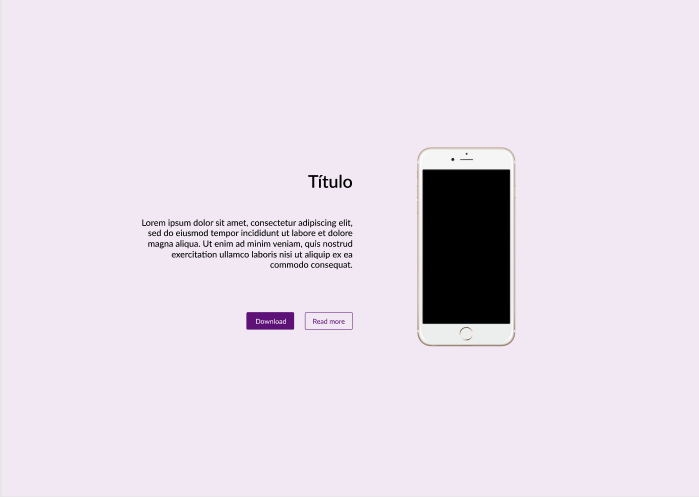 Título
Lorem ipsum dolor sit amet, consectetur adipiscing elit,
sed do eiusmod tempor incididunt ut labore et dolore
magna aliqua. Ut enim ad minim veniam, quis nostrud
exercitation ullamco laboris nisi ut aliquip ex ea
commodo consequat.
Download
Read more